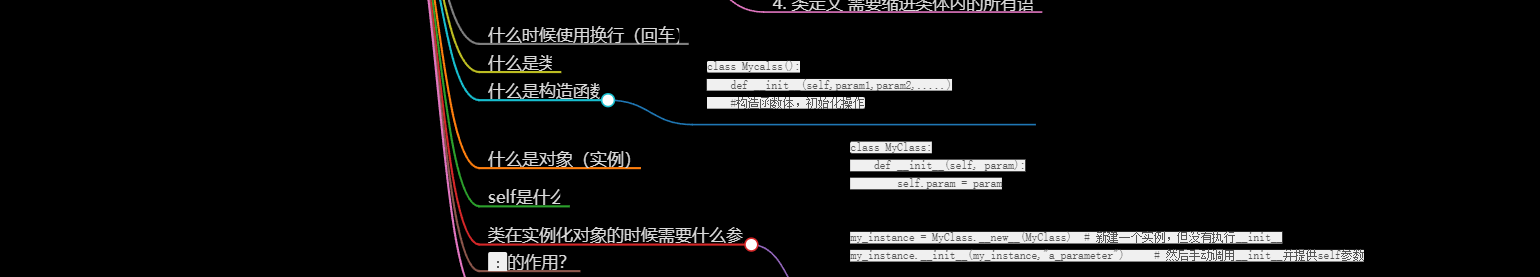 4. 类定义 需要缩进类体内的所有语
什么时候使用换行（回车）
什么是类
class Mycalss():
def __init__(self,param1,param2,.....)
#构造函数体，初始化操作
什么是构造函数
什么是对象（实例）
class MyClass:
def __init__(self, param):
self.param = param
self是什么
类在实例化对象的时候需要什么参
my_instance = MyClass.__new__(MyClass) # 新建一个实例，但没有执行__init__
my_instance.__init__(my_instance,"a_parameter") # 然后手动调用__init__并提供self参数
:的作用？